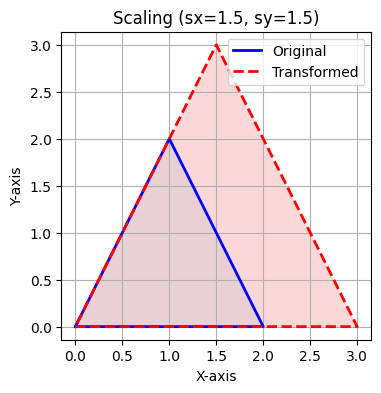 Scaling (sx=1.5, sy=1.5)
Original
Transformed
Y-axis
3.0
2.5
2.0
1.5
1.0
0.5
0.0
0.0 0.5 1.0 1.5 2.0 2.5 3.0
X-axis